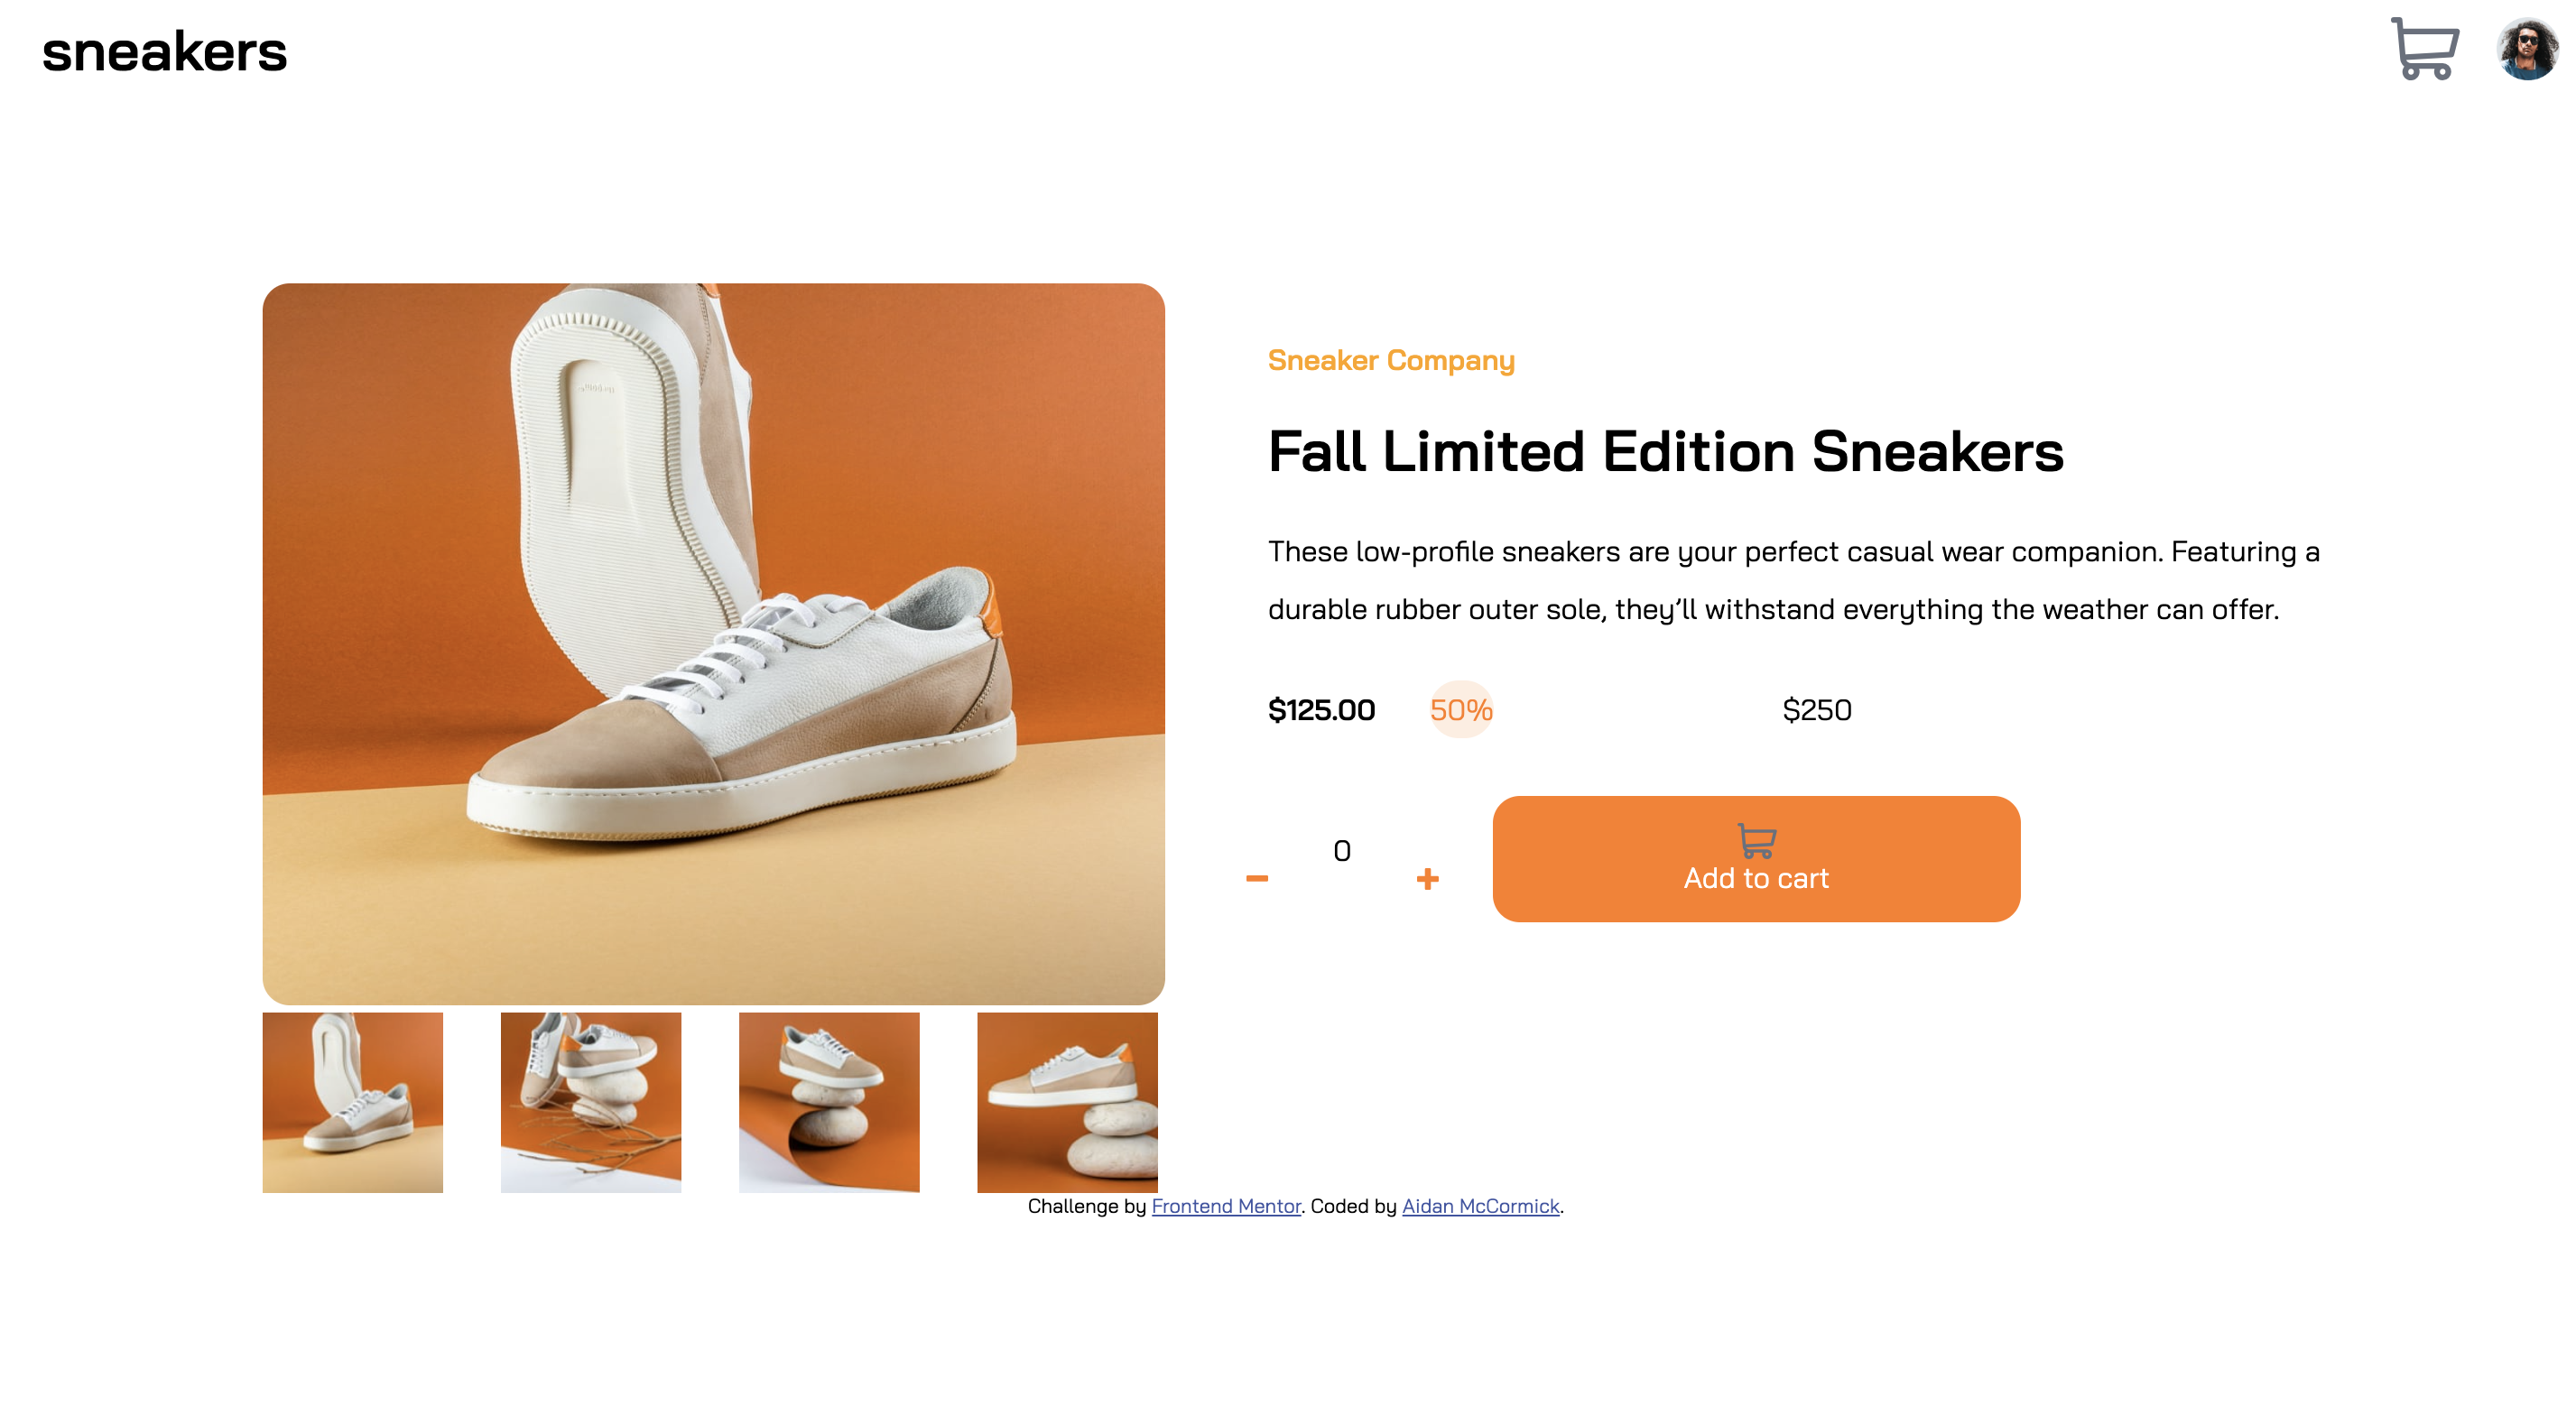 sneakers
Sneaker Company
Fall Limited Edition Sneakers
These low-profile sneakers are your perfect casual wear companion. Featuring a
durable rubber outer sole, they’ll withstand everything the weather can offer.
$125.00 50% $250
0
Add to cart
Challenge by Frontend Mentor. Coded by Aidan McCormick.